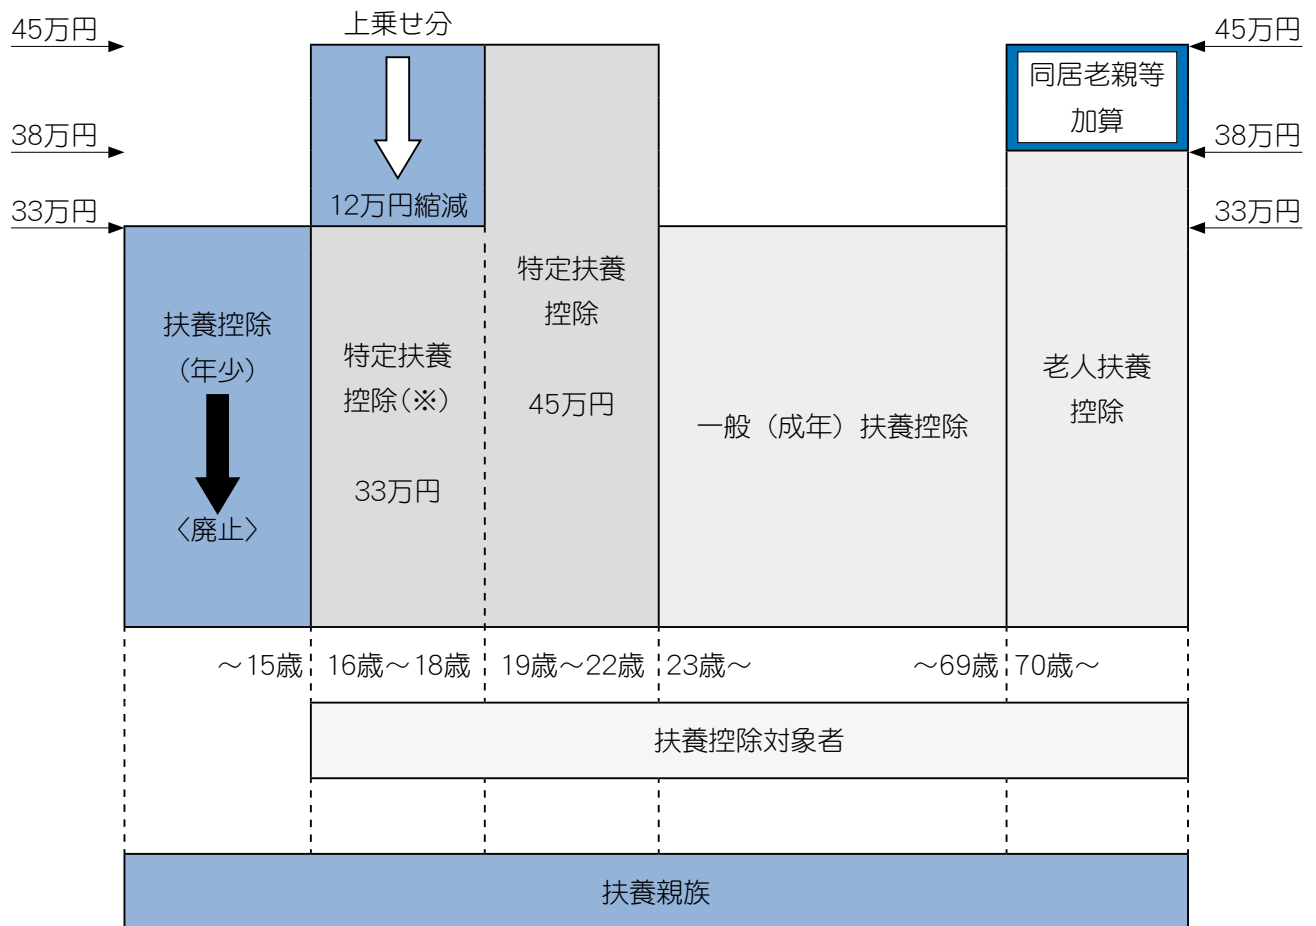 上乗せ分
45万円
45万円
同居老親等
加算
38万円
38万円
12万円縮減
33万円
33万円
扶養控除
（年少）
〈廃止〉
特定扶養
控除（※）
33万円
特定扶養
控除
45万円
一般（成年）扶養控除
老人扶養
控除
～15歳
16歳～18歳
19歳～22歳
23歳～
～69歳
70歳～
扶養控除対象者
扶養親族